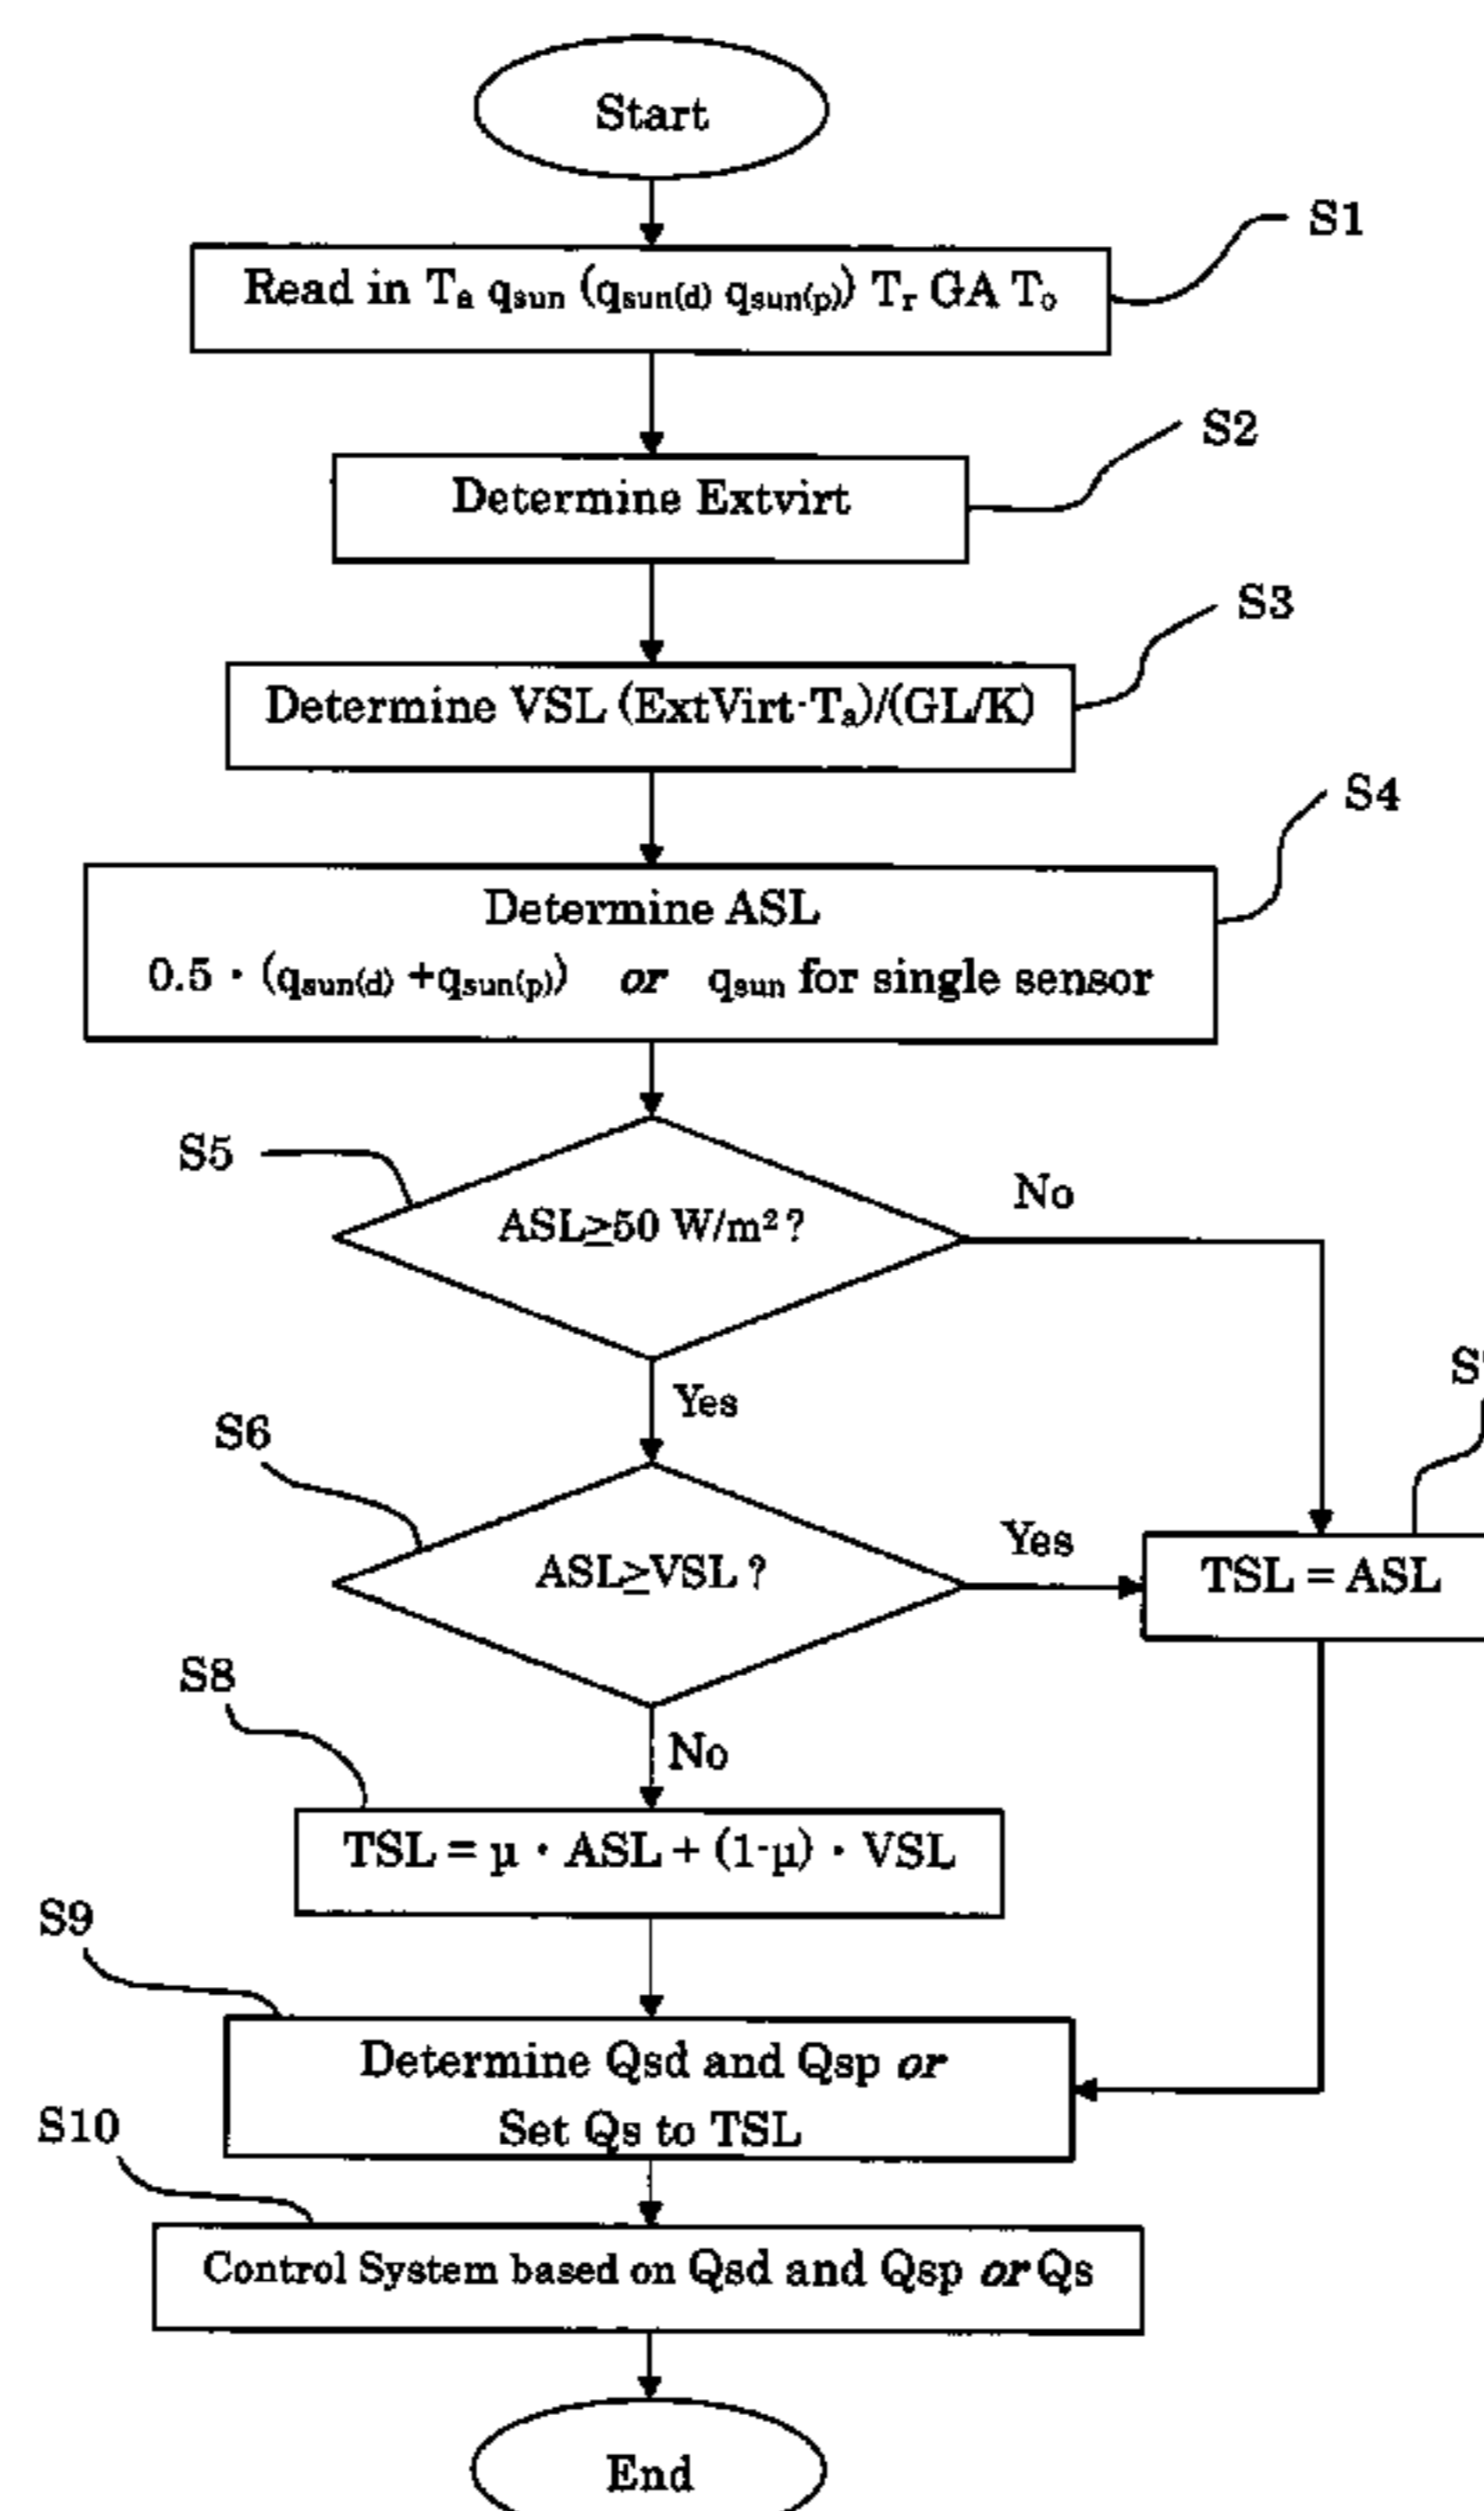 Start
S1
Read in Ta qsun (qsun(d) qsun(p)) Tr GA To
S2
Determine Extvirt
S3
Determine VSL (ExtVirt-Ta)/(GL/K)
S4
Determine ASL
0.5 · (qsun(d) +qsun(p)) or qsun for single sensor
S5
No
ASL≥50 W/m²?
Yes
S6
Yes
ASL≥VSL ?
TSL = ASL
S8
No
TSL = µ · ASL + (1-µ) · VSL
S9
Determine Qsd and Qsp or
Set Qs to TSL
S10
Control System based on Qsd and Qsp or Qs
End